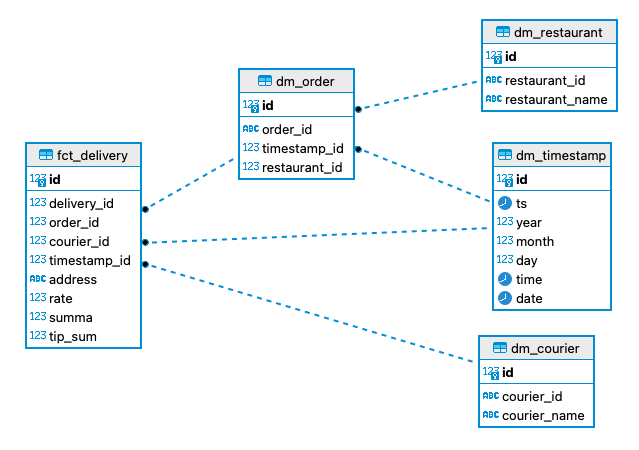 dm_restaurant
123 id
ABC restaurant_id
ABC restaurant_name
dm_order
123 id
ABC order_id
123 timestamp_id
123 restaurant_id
fct_delivery
123 id
123 delivery_id
123 order_id
123 courier_id
123 timestamp_id
ABC address
123 rate
123 summa
123 tip_sum
dm_timestamp
123 id
ts
123 year
123 month
123 day
time
date
dm_courier
123 id
ABC courier_id
ABC courier_name